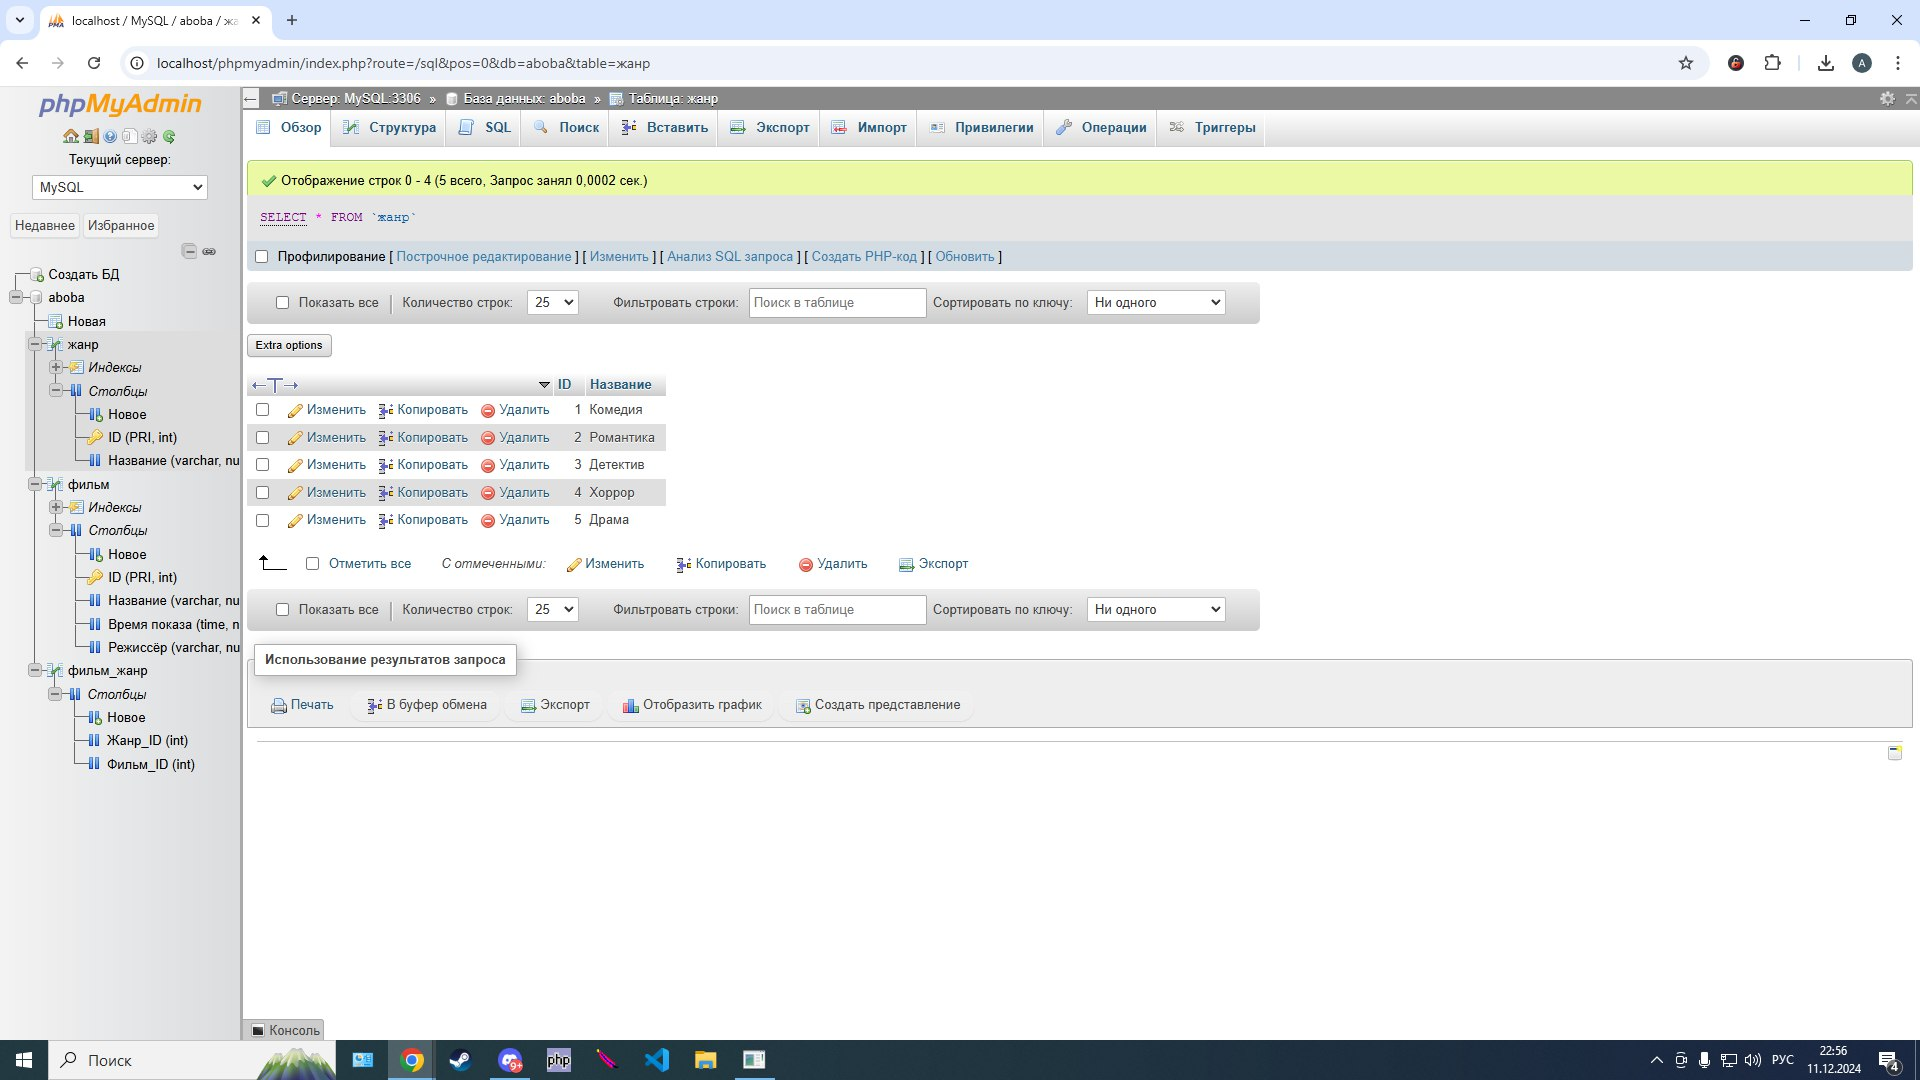 localhost / MySQL / aboba / жа
localhost/phpmyadmin/index.php?route=/sql&pos=0&db=aboba&table=жанр
A
phpMyAdmin
Текущий сервер:
MySQL
Недавнее Избранное
Создать БД
aboba
Новая
жанр
Индексы
Столбцы
Новое
ID (PRI, int)
Название (varchar, nu
фильм
Индексы
Столбцы
Новое
ID (PRI, int)
Название (varchar, nu
Время показа (time, n
Режиссёр (varchar, nu
фильм_жанр
Столбцы
Новое
Жанр_ID (int)
Фильм_ID (int)
Сервер: MySQL:3306 » База данных: aboba » Таблица: жанр
Обзор Структура SQL Поиск Вставить Экспорт Импорт Привилегии Операции Триггеры
Отображение строк 0 - 4 (5 всего, Запрос занял 0,0002 сек.)
SELECT * FROM `жанр`
Профилирование [ Построчное редактирование ] [ Изменить ] [ Анализ SQL запроса ] [ Создать PHP-код ] [ Обновить ]
Показать все Количество строк: 25 Фильтровать строки: Поиск в таблице Сортировать по ключу: Ни одного
Extra options
←T→ ID Название
Изменить Копировать Удалить 1 Комедия
Изменить Копировать Удалить 2 Романтика
Изменить Копировать Удалить 3 Детектив
Изменить Копировать Удалить 4 Хоррор
Изменить Копировать Удалить 5 Драма
Отметить все С отмеченными: Изменить Копировать Удалить Экспорт
Показать все Количество строк: 25 Фильтровать строки: Поиск в таблице Сортировать по ключу: Ни одного
Использование результатов запроса
Печать В буфер обмена Экспорт Отобразить график Создать представление
Консоль
Поиск
9+
php
РУС
22:56
11.12.2024
4